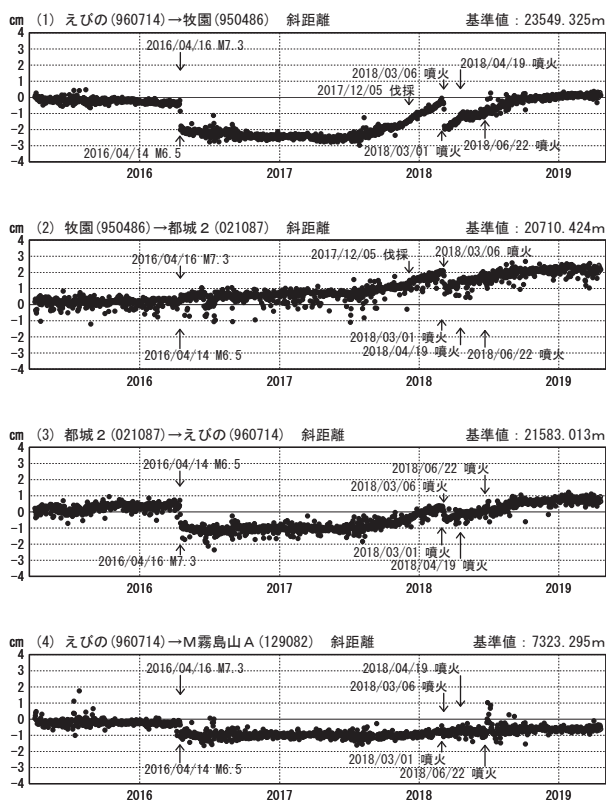 cm (1) えびの(960714)→牧園(950486) 斜距離 基準値：23549.325m
4
3
2
1
0
-1
-2
-3
-4
2016/04/16 M7.3
2016/04/14 M6.5
2017/12/05 伐採
2018/03/06 噴火
2018/04/19 噴火
2018/03/01 噴火
2018/06/22 噴火
2016 2017 2018 2019
cm (2) 牧園(950486)→都城２(021087) 斜距離 基準値：20710.424m
4
3
2
1
0
-1
-2
-3
-4
2016/04/16 M7.3
2016/04/14 M6.5
2017/12/05 伐採
2018/03/06 噴火
2018/03/01 噴火
2018/04/19 噴火
2018/06/22 噴火
2016 2017 2018 2019
cm (3) 都城２(021087)→えびの(960714) 斜距離 基準値：21583.013m
4
3
2
1
0
-1
-2
-3
-4
2016/04/14 M6.5
2016/04/16 M7.3
2018/06/22 噴火
2018/03/06 噴火
2018/03/01 噴火
2018/04/19 噴火
2016 2017 2018 2019
cm (4) えびの(960714)→Ｍ霧島山Ａ(129082) 斜距離 基準値：7323.295m
4
3
2
1
0
-1
-2
-3
-4
2016/04/16 M7.3
2016/04/14 M6.5
2018/04/19 噴火
2018/03/06 噴火
2018/03/01 噴火
2018/06/22 噴火
2016 2017 2018 2019